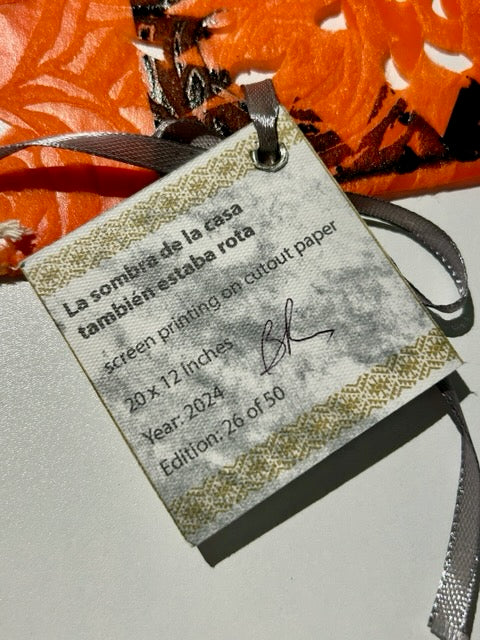 La sombra de la casa
también estaba rota
screen printing on cutout paper
20 x 12 inches
Year: 2024
Edition: 26 of 50